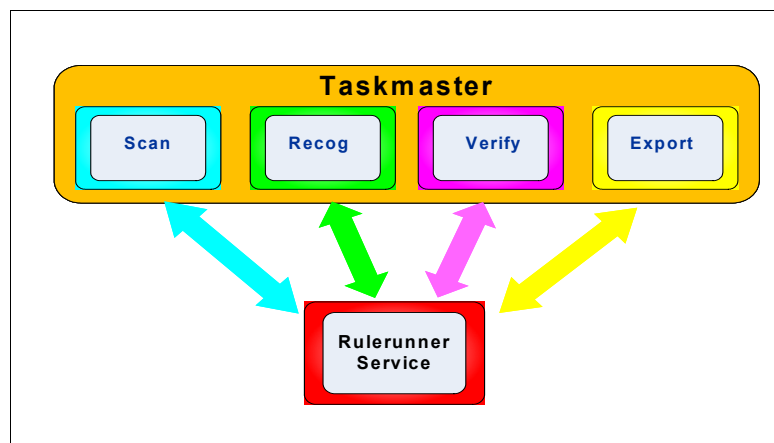 Taskmaster
Scan
Recog
Verify
Export
Rulerunner
Service